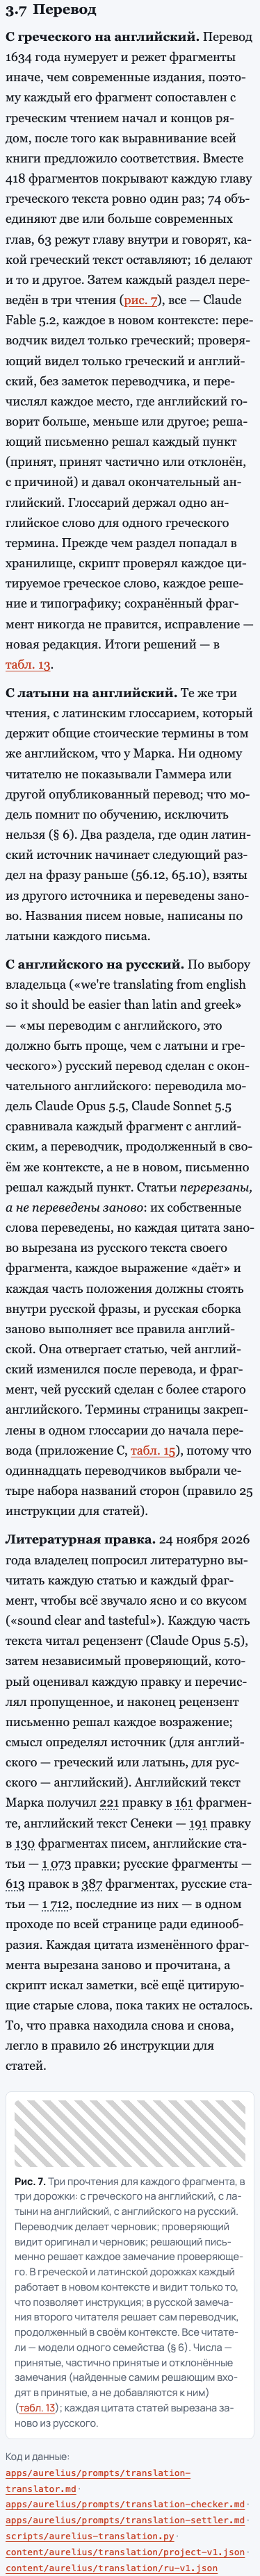 3.7 Перевод
С греческого на английский. Перевод
1634 года нумерует и режет фрагменты
иначе, чем современные издания, поэто-
му каждый его фрагмент сопоставлен с
греческим чтением начал и концов ря-
дом, после того как выравнивание всей
книги предложило соответствия. Вместе
418 фрагментов покрывают каждую главу
греческого текста ровно один раз; 74 объ-
единяют две или больше современных
глав, 63 режут главу внутри и говорят, ка-
кой греческий текст оставляют; 16 делают
и то и другое. Затем каждый раздел пере-
ведён в три чтения (рис. 7), все — Claude
Fable 5.2, каждое в новом контексте: пере-
водчик видел только греческий; проверя-
ющий видел только греческий и англий-
ский, без заметок переводчика, и пере-
числял каждое место, где английский го-
ворит больше, меньше или другое; реша-
ющий письменно решал каждый пункт
(принят, принят частично или отклонён,
с причиной) и давал окончательный ан-
глийский. Глоссарий держал одно ан-
глийское слово для одного греческого
термина. Прежде чем раздел попадал в
хранилище, скрипт проверял каждое ци-
тируемое греческое слово, каждое реше-
ние и типографику; сохранённый фраг-
мент никогда не правится, исправление —
новая редакция. Итоги решений — в
табл. 13.
С латыни на английский. Те же три
чтения, с латинским глоссарием, который
держит общие стоические термины в том
же английском, что у Марка. Ни одному
читателю не показывали Гаммера или
другой опубликованный перевод; что мо-
дель помнит по обучению, исключить
нельзя (§ 6). Два раздела, где один латин-
ский источник начинает следующий раз-
дел на фразу раньше (56.12, 65.10), взяты
из другого источника и переведены зано-
во. Названия писем новые, написаны по
латыни каждого письма.
С английского на русский. По выбору
владельца («we're translating from english
so it should be easier than latin and greek»
— «мы переводим с английского, это
должно быть проще, чем с латыни и гре-
ческого») русский перевод сделан с окон-
чательного английского: переводила мо-
дель Claude Opus 5.5, Claude Sonnet 5.5
сравнивала каждый фрагмент с англий-
ским, а переводчик, продолженный в сво-
ём же контексте, а не в новом, письменно
решал каждый пункт. Статьи перерезаны,
а не переведены заново: их собственные
слова переведены, но каждая цитата зано-
во вырезана из русского текста своего
фрагмента, каждое выражение «даёт» и
каждая часть положения должны стоять
внутри русской фразы, и русская сборка
заново выполняет все правила англий-
ской. Она отвергает статью, чей англий-
ский изменился после перевода, и фраг-
мент, чей русский сделан с более старого
английского. Термины страницы закреп-
лены в одном глоссарии до начала пере-
вода (приложение C, табл. 15), потому что
одиннадцать переводчиков выбрали че-
тыре набора названий сторон (правило 25
инструкции для статей).
Литературная правка. 24 ноября 2026
года владелец попросил литературно вы-
читать каждую статью и каждый фраг-
мент, чтобы всё звучало ясно и со вкусом
(«sound clear and tasteful»). Каждую часть
текста читал рецензент (Claude Opus 5.5),
затем независимый проверяющий, кото-
рый оценивал каждую правку и перечис-
лял пропущенное, и наконец рецензент
письменно решал каждое возражение;
смысл определял источник (для англий-
ского — греческий или латынь, для рус-
ского — английский). Английский текст
Марка получил 221 правку в 161 фрагмен-
те, английский текст Сенеки — 191 правку
в 130 фрагментах писем, английские ста-
тьи — 1 073 правки; русские фрагменты —
613 правок в 387 фрагментах, русские ста-
тьи — 1 712, последние из них — в одном
проходе по всей странице ради единооб-
разия. Каждая цитата изменённого фраг-
мента вырезана заново и прочитана, а
скрипт искал заметки, всё ещё цитирую-
щие старые слова, пока таких не осталось.
То, что правка находила снова и снова,
легло в правило 26 инструкции для
статей.
Рис. 7. Три прочтения для каждого фрагмента, в
три дорожки: с греческого на английский, с ла-
тыни на английский, с английского на русский.
Переводчик делает черновик; проверяющий
видит оригинал и черновик; решающий пись-
менно решает каждое замечание проверяюще-
го. В греческой и латинской дорожках каждый
работает в новом контексте и видит только то,
что позволяет инструкция; в русской замеча-
ния второго читателя решает сам переводчик,
продолженный в своём контексте. Все читате-
ли — модели одного семейства (§ 6). Числа —
принятые, частично принятые и отклонённые
замечания (найденные самим решающим вхо-
дят в принятые, а не добавляются к ним)
(табл. 13); каждая цитата статей вырезана за-
ново из русского.
Код и данные:
apps/aurelius/prompts/translation-
translator.md ·
apps/aurelius/prompts/translation-checker.md ·
apps/aurelius/prompts/translation-settler.md ·
scripts/aurelius-translation.py ·
content/aurelius/translation/project-v1.json ·
content/aurelius/translation/ru-v1.json